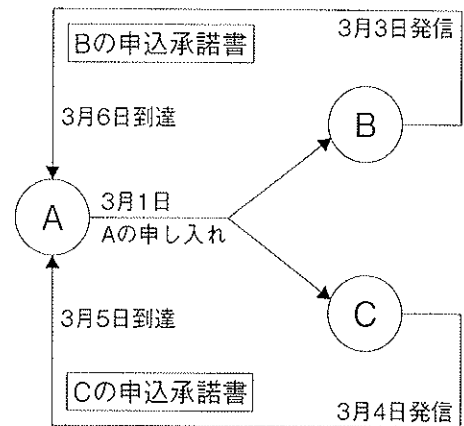 Bの申込承諾書
3月3日発信
3月6日到達
B
A
3月1日
Aの申し入れ
C
3月5日到達
Cの申込承諾書
3月4日発信